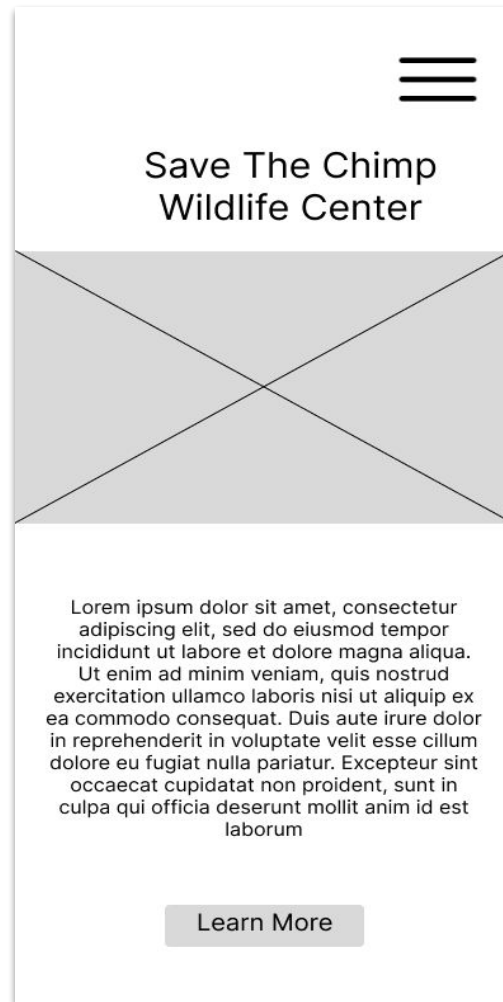 Save The Chimp
Wildlife Center
Lorem ipsum dolor sit amet, consectetur
adipiscing elit, sed do eiusmod tempor
incididunt ut labore et dolore magna aliqua.
Ut enim ad minim veniam, quis nostrud
exercitation ullamco laboris nisi ut aliquip ex
ea commodo consequat. Duis aute irure dolor
in reprehenderit in voluptate velit esse cillum
dolore eu fugiat nulla pariatur. Excepteur sint
occaecat cupidatat non proident, sunt in
culpa qui officia deserunt mollit anim id est
laborum
Learn More